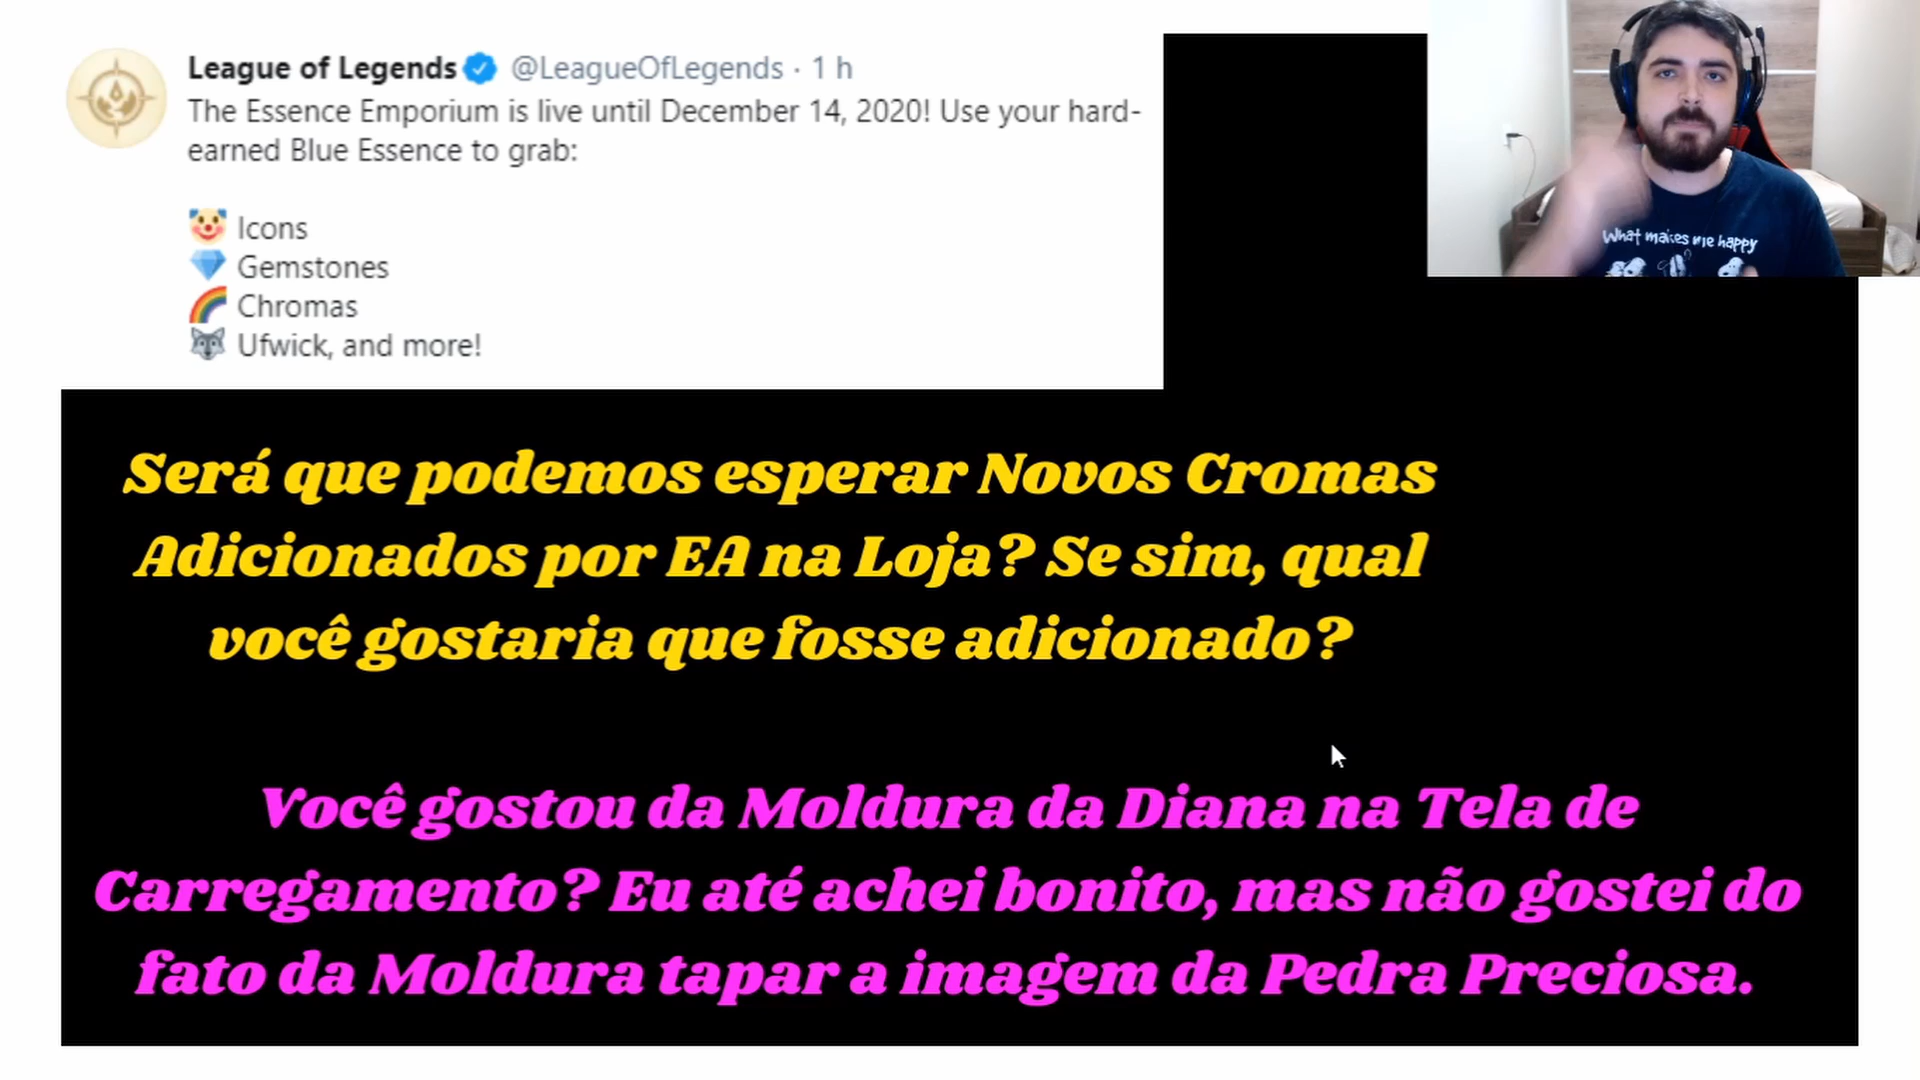 League of Legends @LeagueOfLegends · 1 h
The Essence Emporium is live until December 14, 2020! Use your hard-
earned Blue Essence to grab:
Icons
Gemstones
Chromas
Ufwick, and more!
What makes me happy
Será que podemos esperar Novos Cromas
Adicionados por EA na Loja? Se sim, qual
você gostaria que fosse adicionado?
Você gostou da Moldura da Diana na Tela de
Carregamento? Eu até achei bonito, mas não gostei do
fato da Moldura tapar a imagem da Pedra Preciosa.